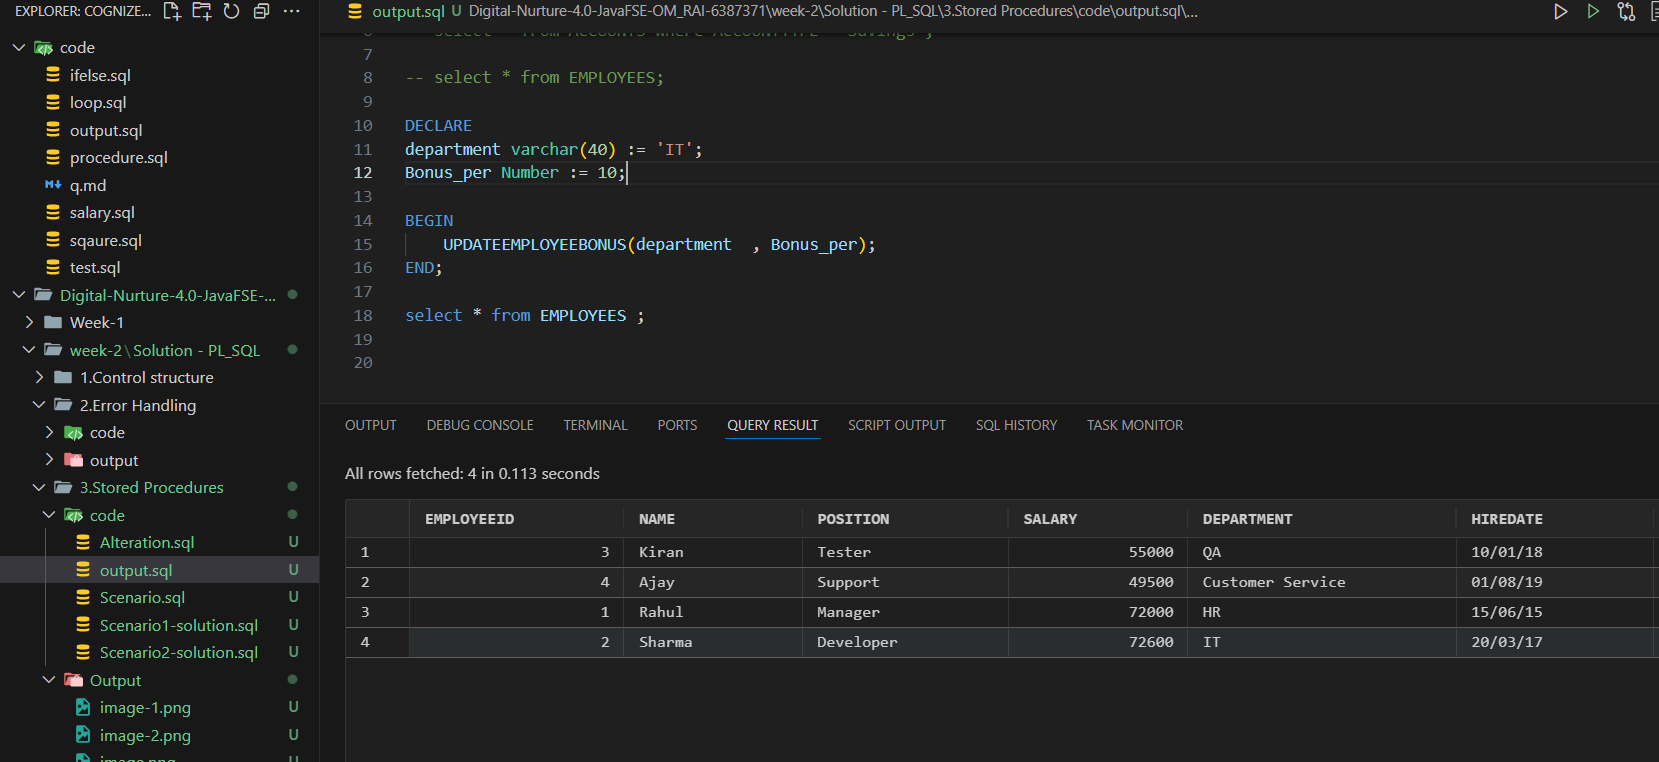 EXPLORER: COGNIZE...
code
ifelse.sql
loop.sql
output.sql
procedure.sql
q.md
salary.sql
sqaure.sql
test.sql
Digital-Nurture-4.0-JavaFSE-...
Week-1
week-2\Solution - PL_SQL
1.Control structure
2.Error Handling
code
output
3.Stored Procedures
code
Alteration.sql U
output.sql U
Scenario.sql U
Scenario1-solution.sql U
Scenario2-solution.sql U
Output
image-1.png U
image-2.png U
output.sql U Digital-Nurture-4.0-JavaFSE-OM_RAI-6387371\week-2\Solution - PL_SQL\3.Stored Procedures\code\output.sql\...
7
8 -- select * from EMPLOYEES;
9
10 DECLARE
11 department varchar(40) := 'IT';
12 Bonus_per Number := 10;
13
14 BEGIN
15 UPDATEEMPLOYEEBONUS(department , Bonus_per);
16 END;
17
18 select * from EMPLOYEES ;
19
20
OUTPUT DEBUG CONSOLE TERMINAL PORTS QUERY RESULT SCRIPT OUTPUT SQL HISTORY TASK MONITOR
All rows fetched: 4 in 0.113 seconds
EMPLOYEEID NAME POSITION SALARY DEPARTMENT HIREDATE
1 3 Kiran Tester 55000 QA 10/01/18
2 4 Ajay Support 49500 Customer Service 01/08/19
3 1 Rahul Manager 72000 HR 15/06/15
4 2 Sharma Developer 72600 IT 20/03/17